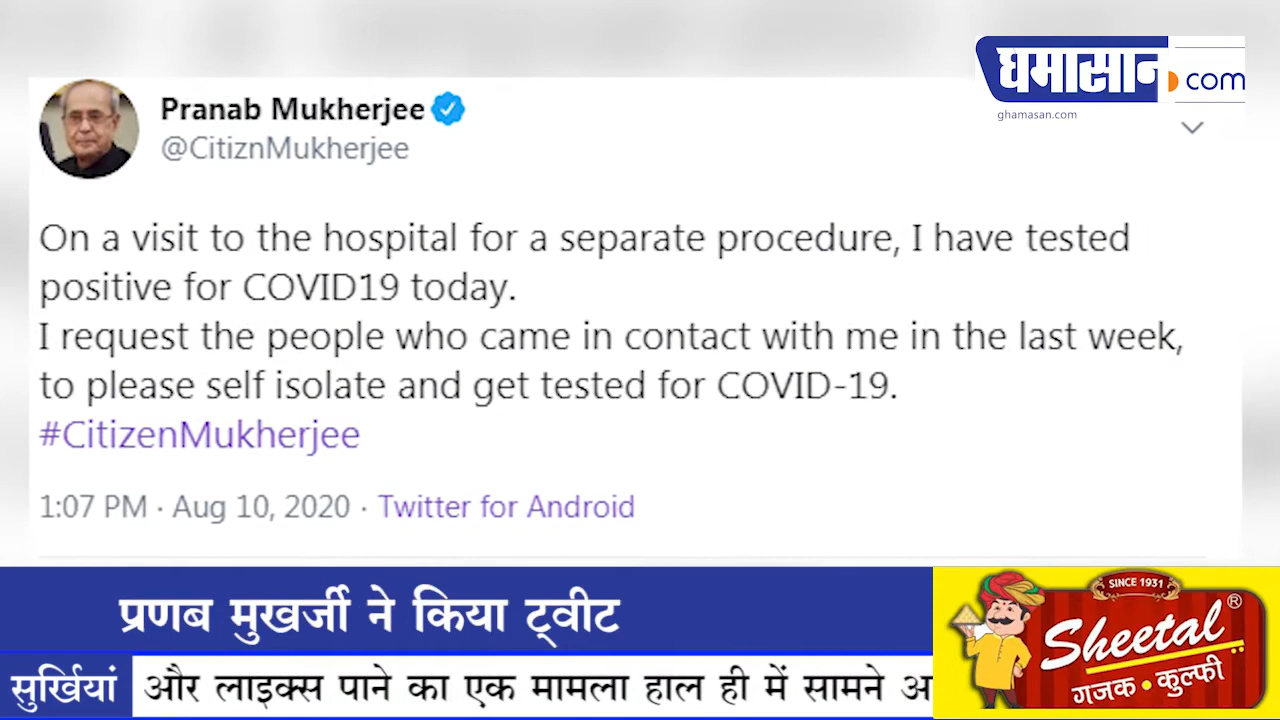 घमासान.com
ghamasan.com
Pranab Mukherjee
@CitiznMukherjee
On a visit to the hospital for a separate procedure, I have tested
positive for COVID19 today.
I request the people who came in contact with me in the last week,
to please self isolate and get tested for COVID-19.
#CitizenMukherjee
1:07 PM · Aug 10, 2020 · Twitter for Android
प्रणब मुखर्जी ने किया ट्वीट
सुर्खियां
और लाइक्स पाने का एक मामला हाल ही में सामने अ
SINCE 1931
Sheetal®
गजक • कुल्फी